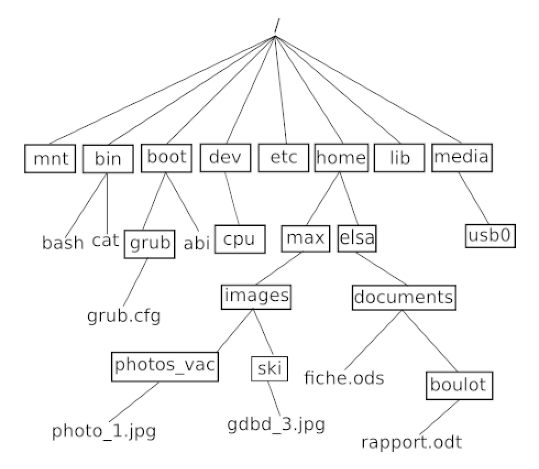 /
mnt bin boot dev etc home lib media
bash cat grub abi cpu max elsa usb0
grub.cfg images documents
photos_vac ski fiche.ods boulot
photo_1.jpg gdbd_3.jpg rapport.odt